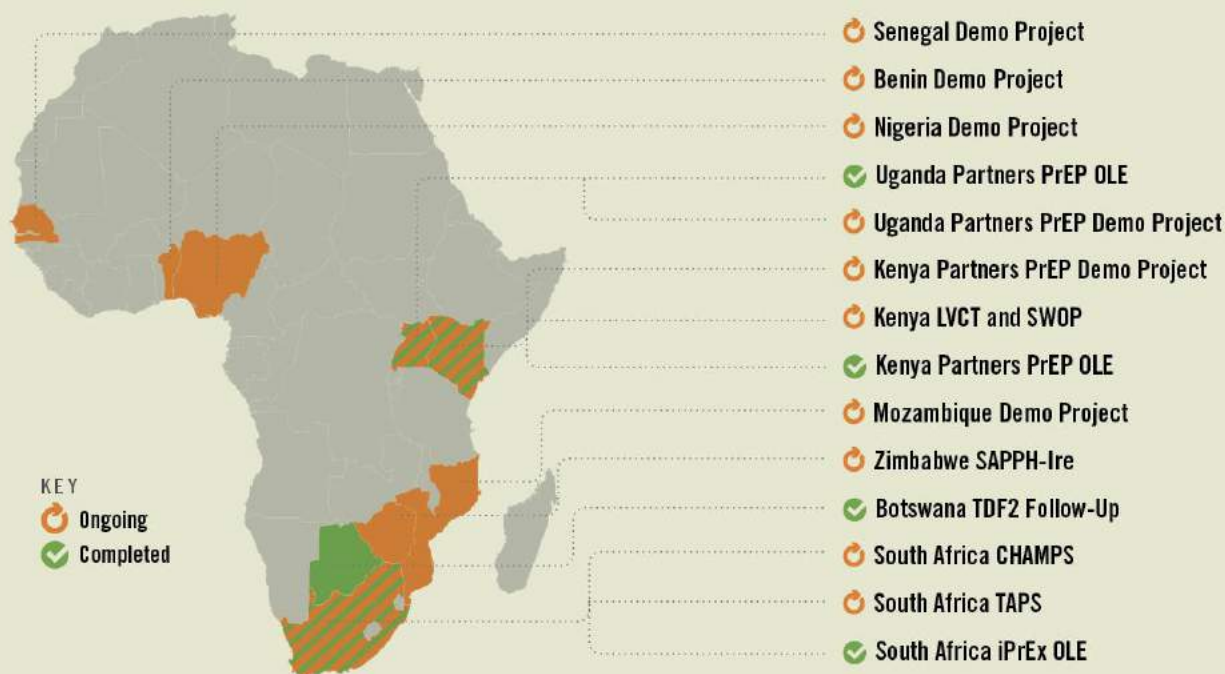 Senegal Demo Project
Benin Demo Project
Nigeria Demo Project
Uganda Partners PrEP OLE
Uganda Partners PrEP Demo Project
Kenya Partners PrEP Demo Project
Kenya LVCT and SWOP
Kenya Partners PrEP OLE
Mozambique Demo Project
Zimbabwe SAPPH-Ire
Botswana TDF2 Follow-Up
South Africa CHAMPS
South Africa TAPS
South Africa iPrEx OLE
KEY
Ongoing
Completed